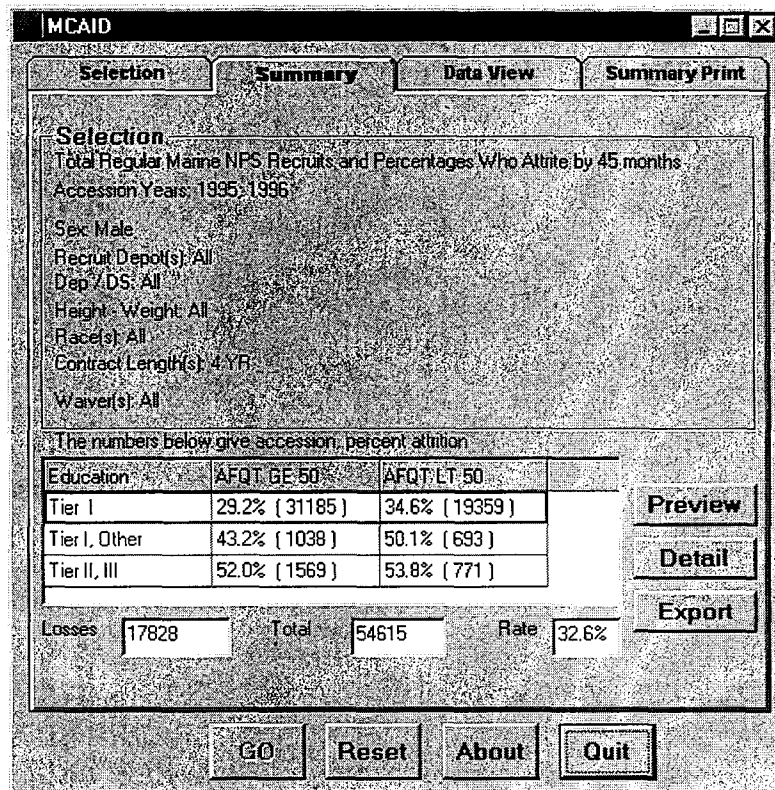 MCAID
Selection Summary Data View Summary Print
Selection
Total Regular Marine NPS Recruits and Percentages Who Attrite by 45 months
Accession Years: 1995, 1996
Sex: Male
Recruit Depot(s): All
Dep / DS: All
Height - Weight: All
Race(s): All
Contract Length(s): 4 YR
Waiver(s): All
The numbers below give accession, percent attrition
Education AFQT GE 50 AFQT LT 50
Tier I 29.2% ( 31185 ) 34.6% ( 19359 )
Tier I, Other 43.2% ( 1038 ) 50.1% ( 693 )
Tier II, III 52.0% ( 1569 ) 53.8% ( 771 )
Preview
Detail
Export
Losses 17828 Total 54615 Rate 32.6%
GO Reset About Quit